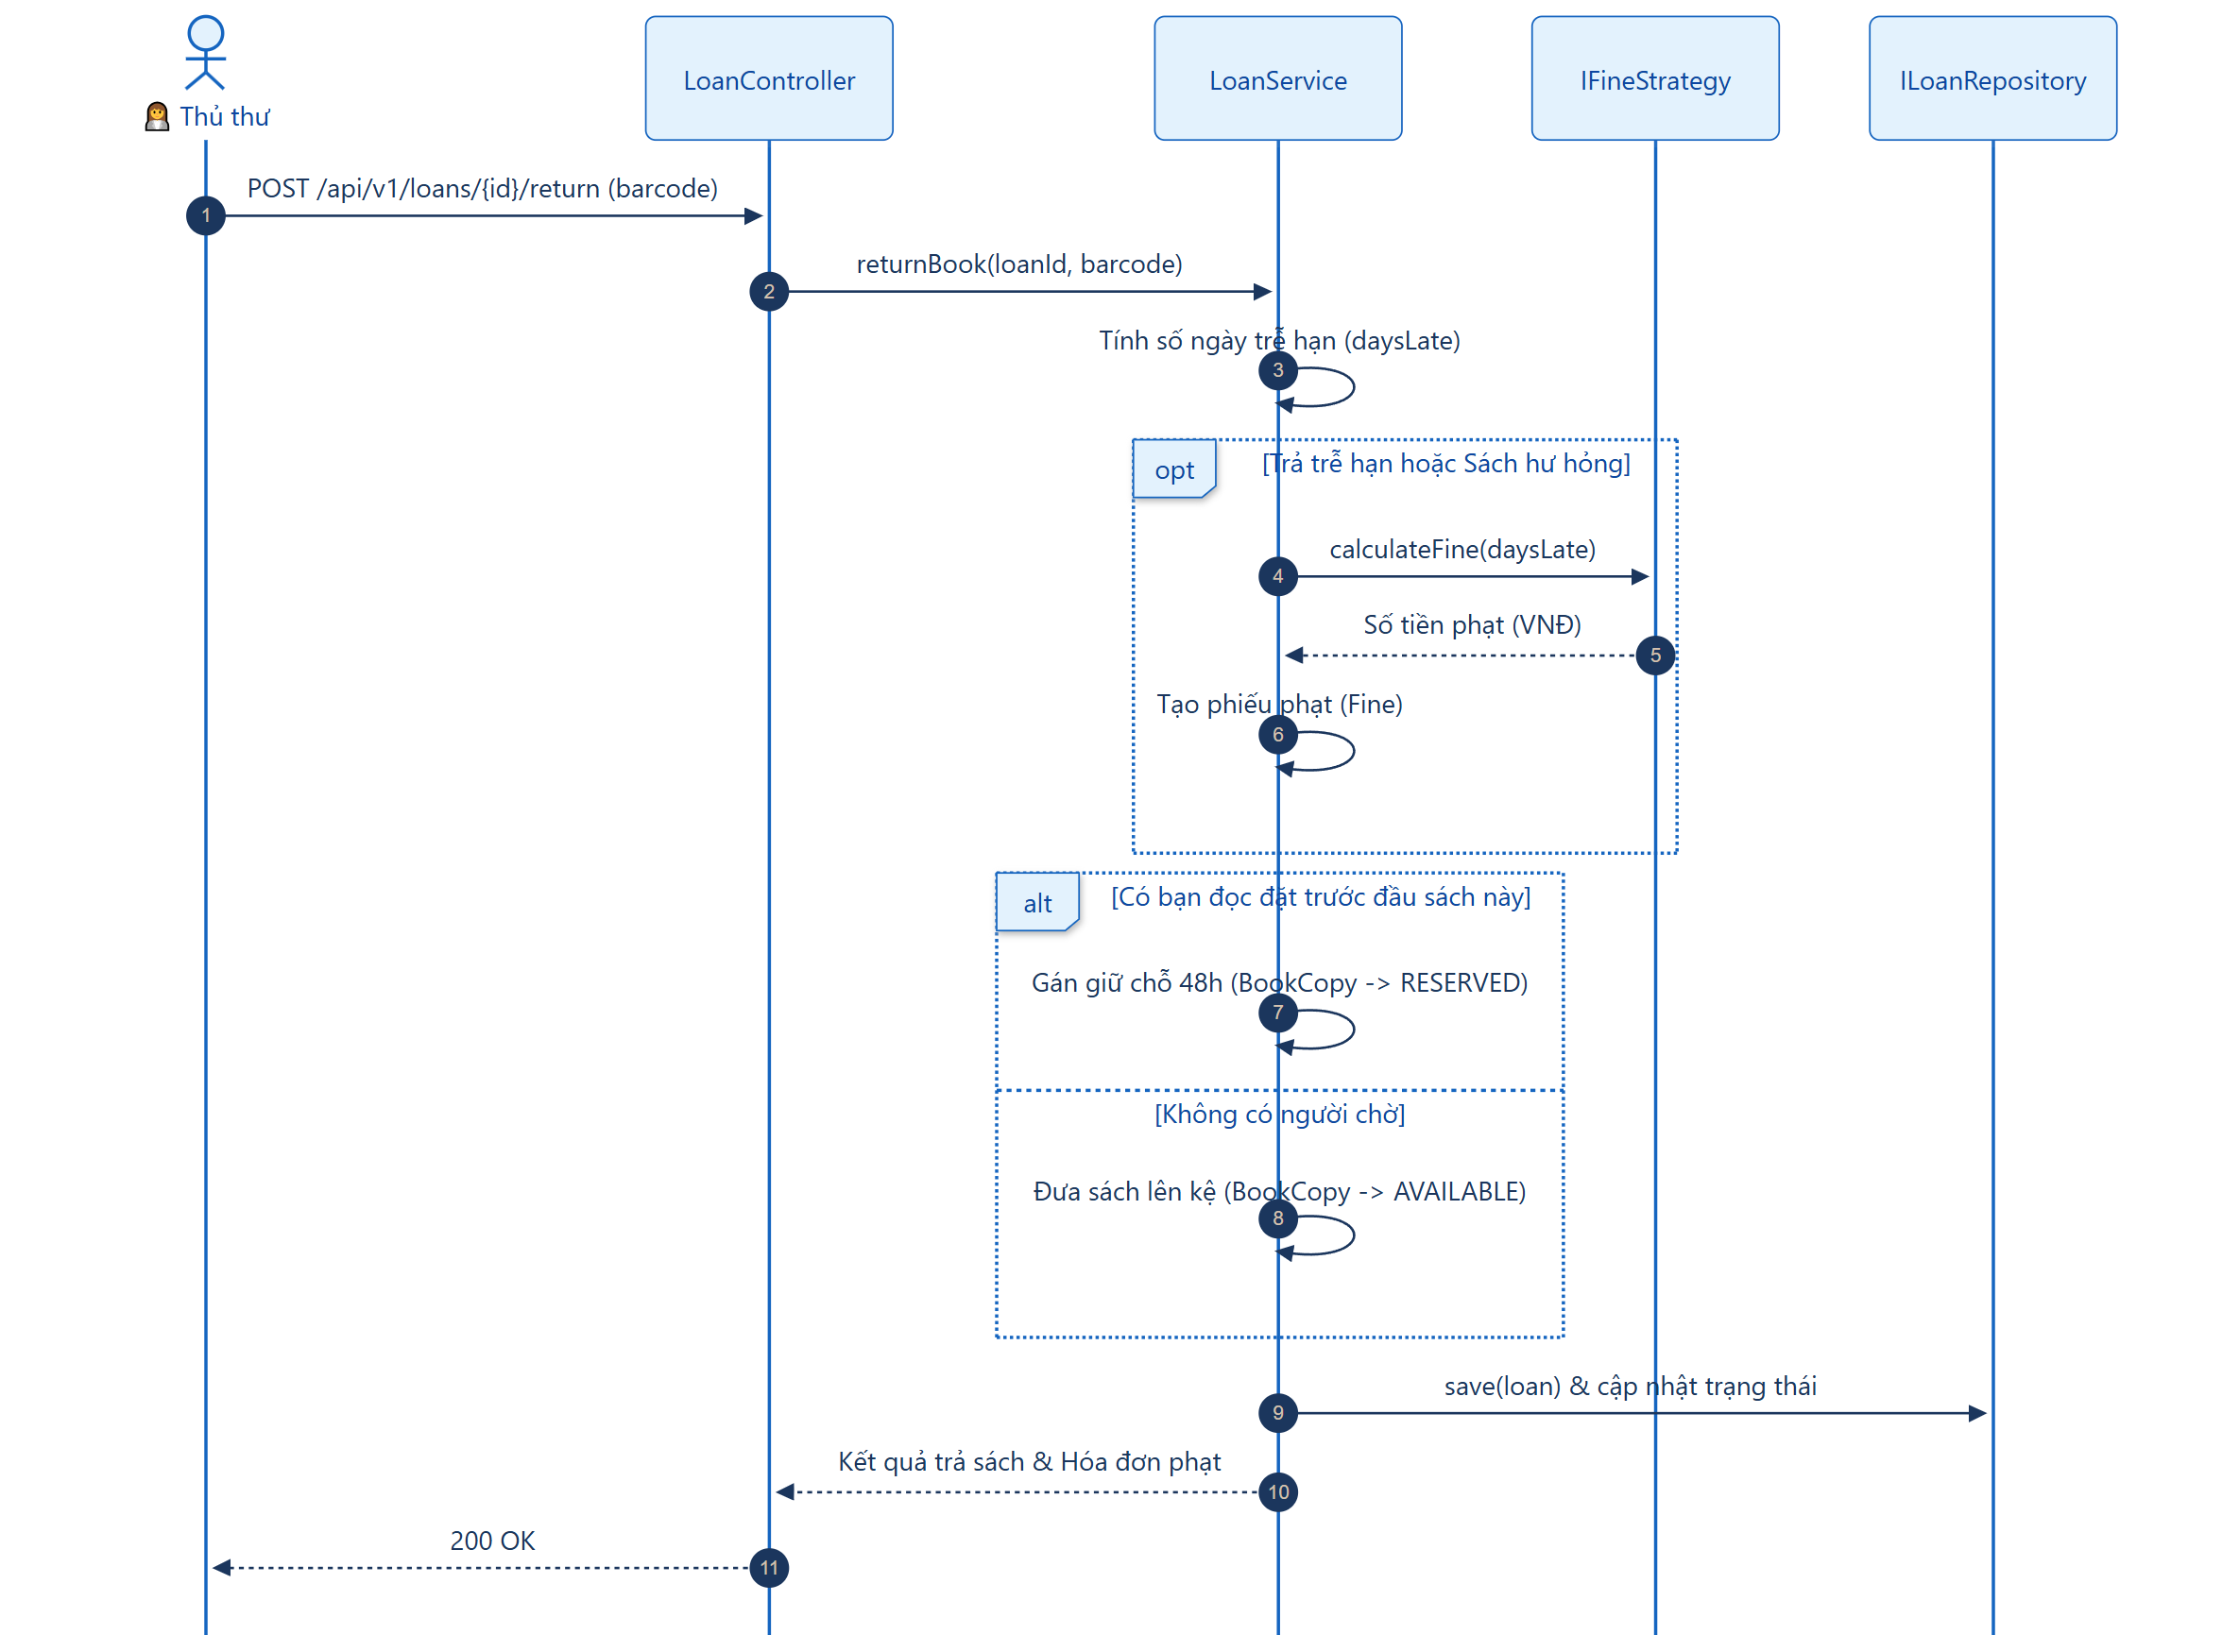 Thủ thư
LoanController
LoanService
IFineStrategy
ILoanRepository
POST /api/v1/loans/{id}/return (barcode)
1
returnBook(loanId, barcode)
2
Tính số ngày trễ hạn (daysLate)
3
opt
[Trả trễ hạn hoặc Sách hư hỏng]
calculateFine(daysLate)
4
Số tiền phạt (VNĐ)
5
Tạo phiếu phạt (Fine)
6
alt
[Có bạn đọc đặt trước đầu sách này]
Gán giữ chỗ 48h (BookCopy -> RESERVED)
7
[Không có người chờ]
Đưa sách lên kệ (BookCopy -> AVAILABLE)
8
save(loan) & cập nhật trạng thái
9
Kết quả trả sách & Hóa đơn phạt
10
200 OK
11